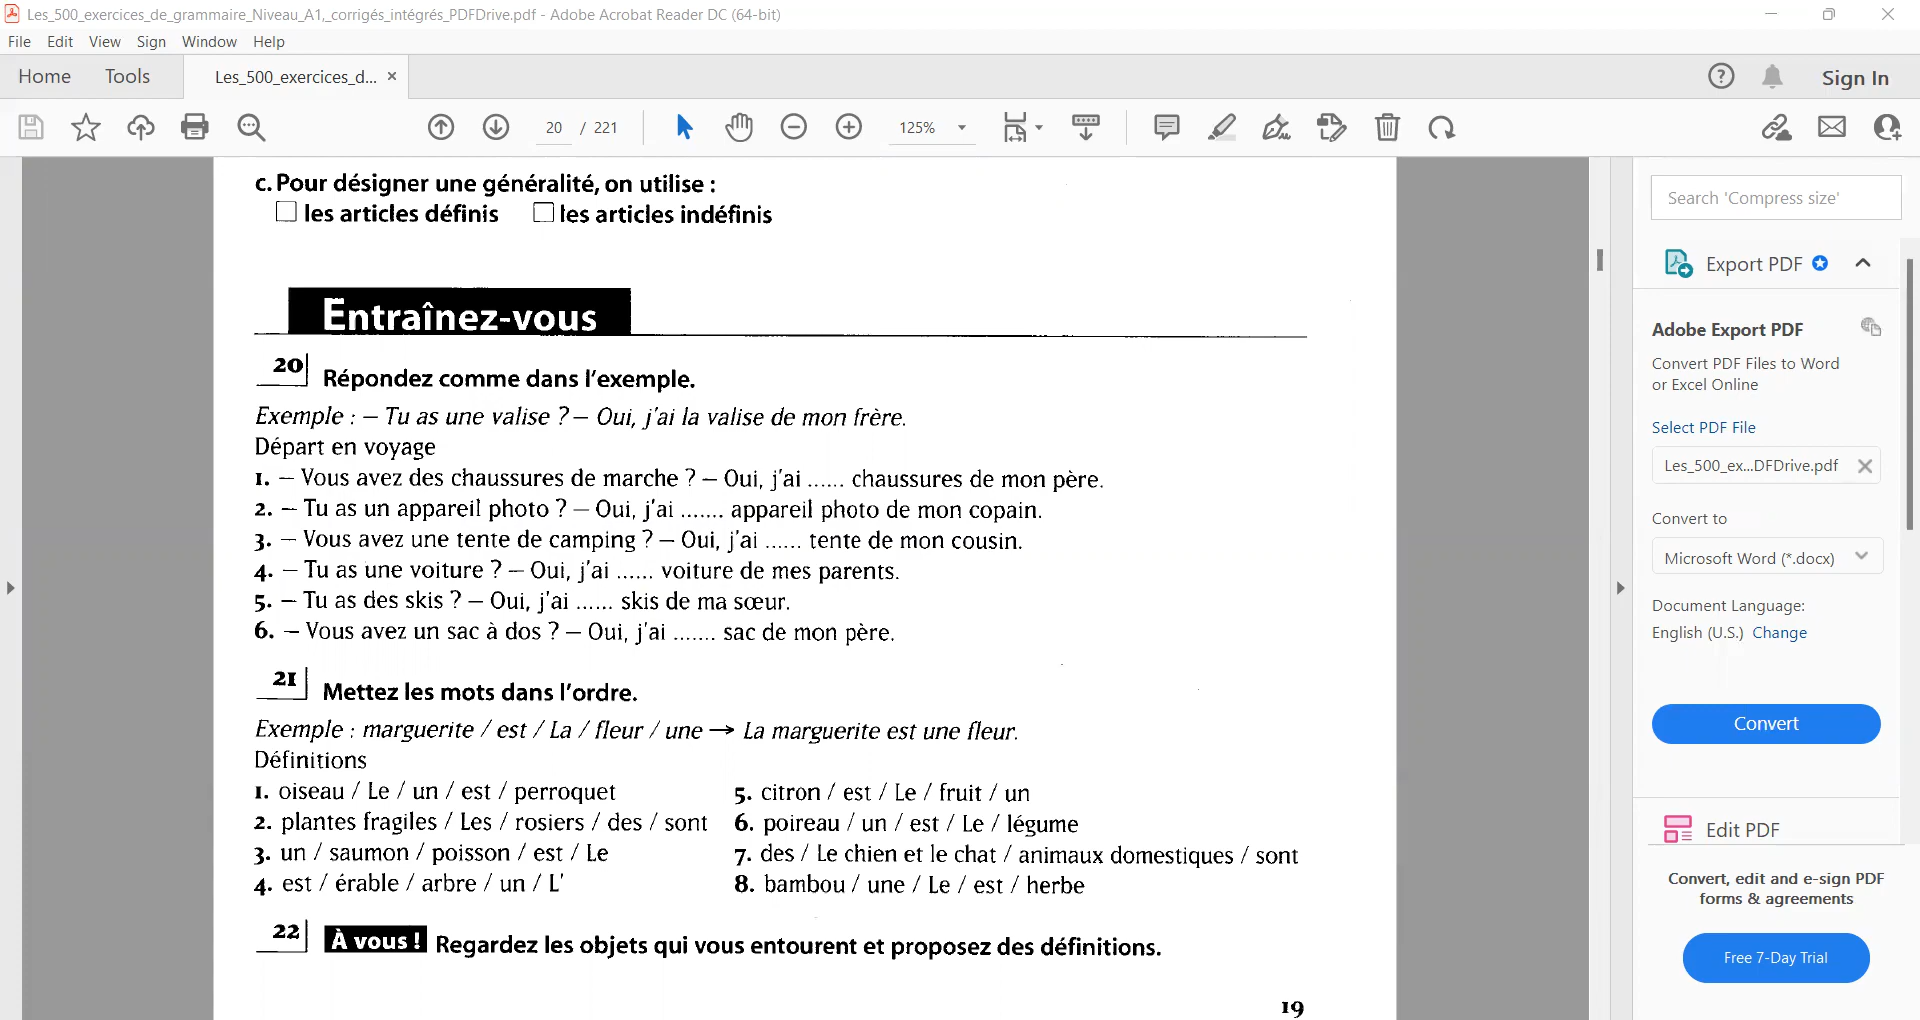 Les_500_exercices_de_grammaire_Niveau_A1,_corrigés_intégrés_PDFDrive.pdf - Adobe Acrobat Reader DC (64-bit)
File Edit View Sign Window Help
Home Tools Les_500_exercices_d... × Sign In
20 / 221 125%
c. Pour désigner une généralité, on utilise :
les articles définis les articles indéfinis
Entraînez-vous
20 Répondez comme dans l'exemple.
Exemple : – Tu as une valise ? – Oui, j'ai la valise de mon frère.
Départ en voyage
1. – Vous avez des chaussures de marche ? – Oui, j'ai ...... chaussures de mon père.
2. – Tu as un appareil photo ? – Oui, j'ai ....... appareil photo de mon copain.
3. – Vous avez une tente de camping ? – Oui, j'ai ...... tente de mon cousin.
4. – Tu as une voiture ? – Oui, j'ai ...... voiture de mes parents.
5. – Tu as des skis ? – Oui, j'ai ...... skis de ma sœur.
6. – Vous avez un sac à dos ? – Oui, j'ai ....... sac de mon père.
21 Mettez les mots dans l'ordre.
Exemple : marguerite / est / La / fleur / une → La marguerite est une fleur.
Définitions
1. oiseau / Le / un / est / perroquet
2. plantes fragiles / Les / rosiers / des / sont
3. un / saumon / poisson / est / Le
4. est / érable / arbre / un / L'
5. citron / est / Le / fruit / un
6. poireau / un / est / Le / légume
7. des / Le chien et le chat / animaux domestiques / sont
8. bambou / une / Le / est / herbe
22 À vous ! Regardez les objets qui vous entourent et proposez des définitions.
19
Search 'Compress size'
Export PDF
Adobe Export PDF
Convert PDF Files to Word
or Excel Online
Select PDF File
Les_500_ex...DFDrive.pdf
Convert to
Microsoft Word (*.docx)
Document Language:
English (U.S.) Change
Convert
Edit PDF
Convert, edit and e-sign PDF
forms & agreements
Free 7-Day Trial